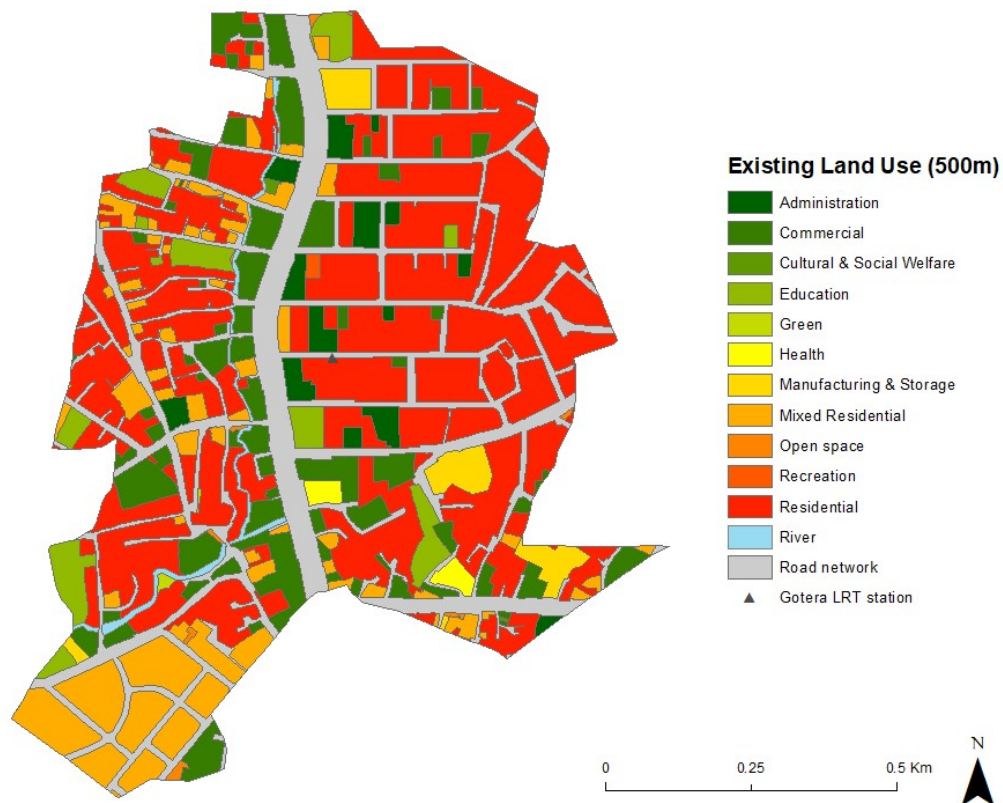 Existing Land Use (500m)
Administration
Commercial
Cultural & Social Welfare
Education
Green
Health
Manufacturing & Storage
Mixed Residential
Open space
Recreation
Residential
River
Road network
Gotera LRT station
N
0 0.25 0.5 Km